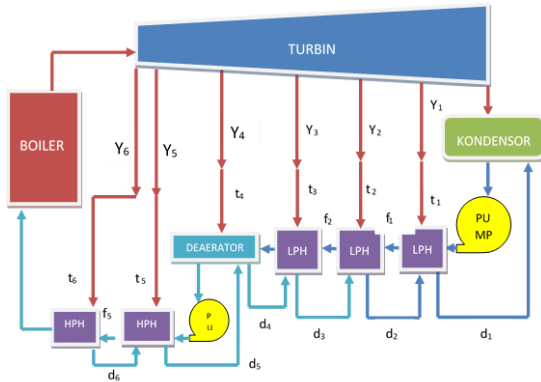 TURBIN
Y1
BOILER
Y6
Y5
Y4
Y3
Y2
KONDENSOR
t4
t3
t2
t1
PU
MP
f2
f1
DEAERATOR
LPH
LPH
LPH
t6
t5
HPH
f5
HPH
P
U
d4
d3
d2
d1
d6
d5